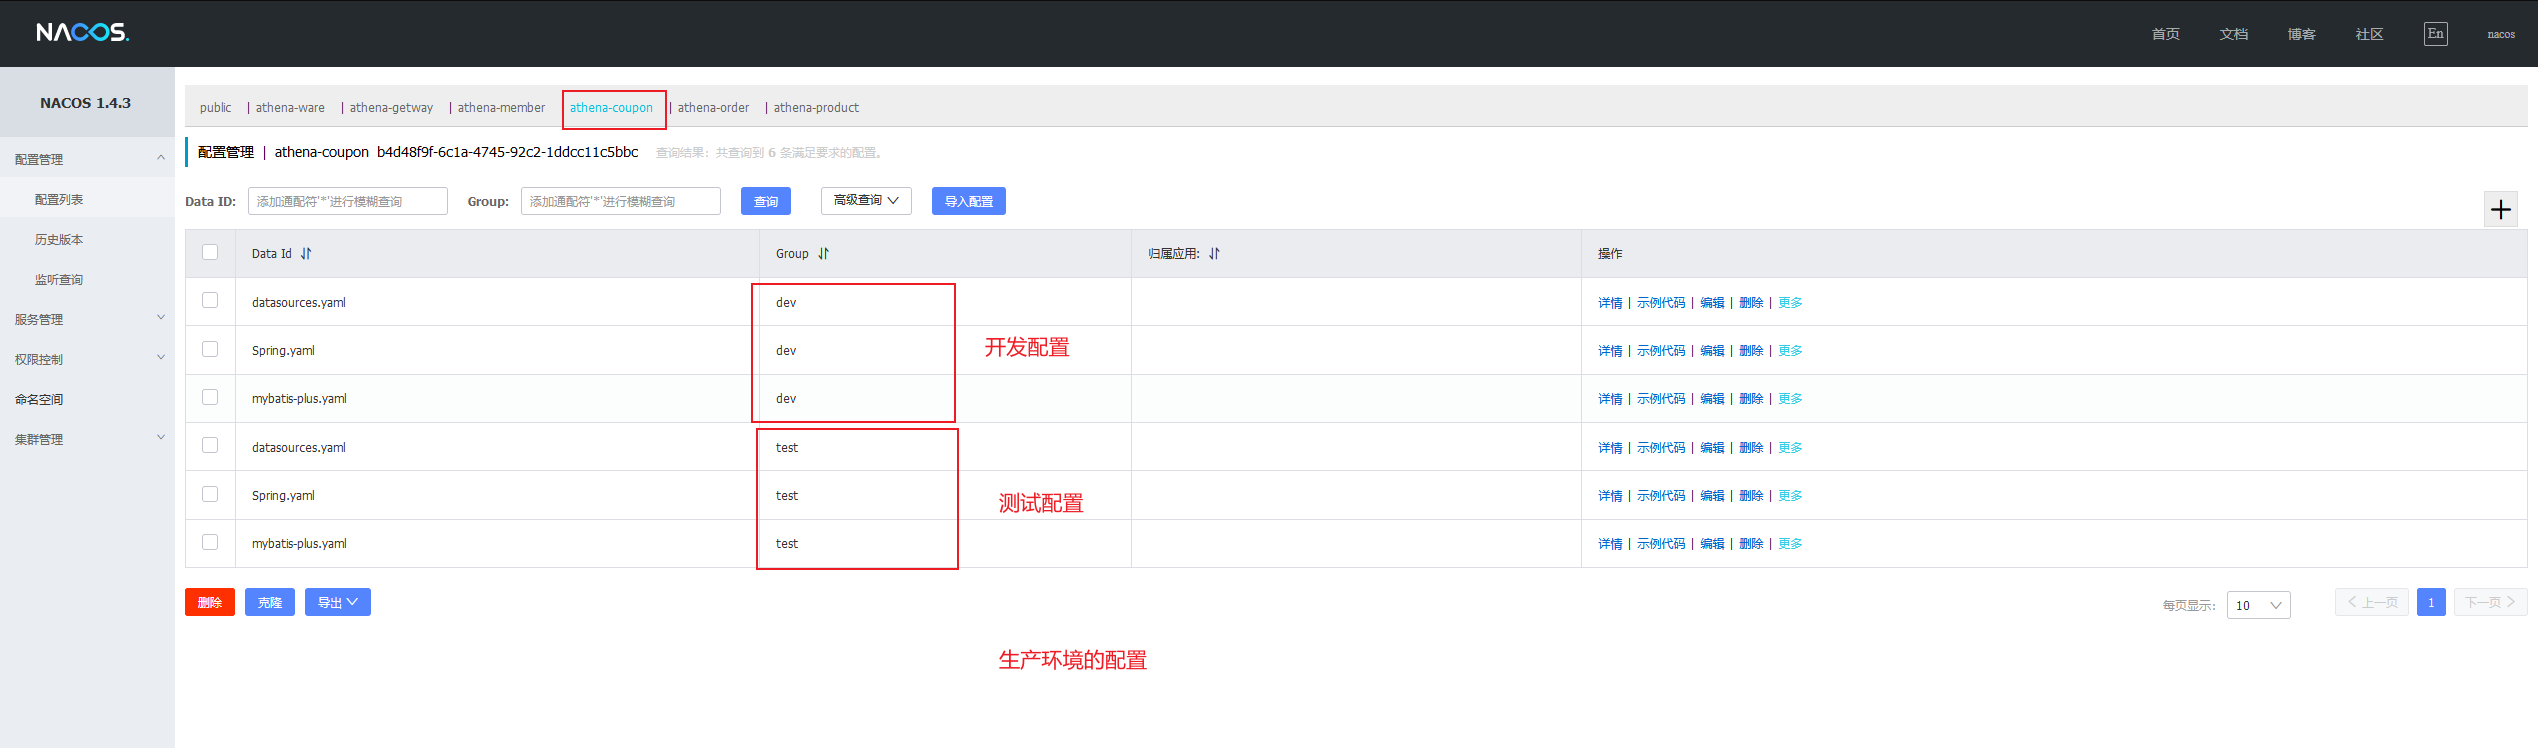 NACOS.
首页 文档 博客 社区 En nacos
NACOS 1.4.3
配置管理
配置列表
历史版本
监听查询
服务管理
权限控制
命名空间
集群管理
public | athena-ware | athena-getway | athena-member athena-coupon | athena-order | athena-product
配置管理 | athena-coupon b4d48f9f-6c1a-4745-92c2-1ddcc11c5bbc 查询结果：共查询到 6 条满足要求的配置。
Data ID: 添加通配符'*'进行模糊查询 Group: 添加通配符'*'进行模糊查询 查询 高级查询 导入配置
Data Id Group 归属应用: 操作
datasources.yaml dev 详情 | 示例代码 | 编辑 | 删除 | 更多
开发配置
Spring.yaml dev 详情 | 示例代码 | 编辑 | 删除 | 更多
mybatis-plus.yaml dev 详情 | 示例代码 | 编辑 | 删除 | 更多
datasources.yaml test 详情 | 示例代码 | 编辑 | 删除 | 更多
Spring.yaml test 详情 | 示例代码 | 编辑 | 删除 | 更多
测试配置
mybatis-plus.yaml test 详情 | 示例代码 | 编辑 | 删除 | 更多
删除 克隆 导出 每页显示: 10 上一页 1 下一页
生产环境的配置